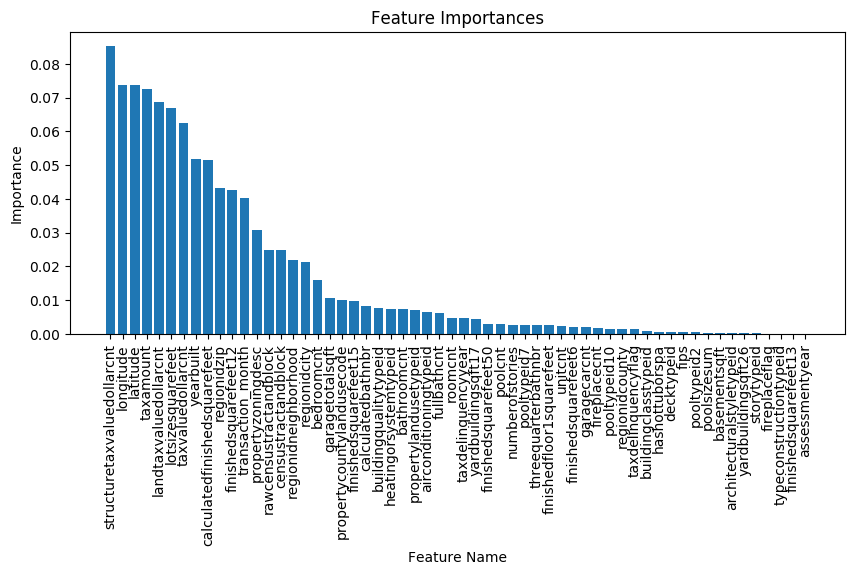 Feature Importances
0.08
0.07
0.06
0.05
0.04
0.03
0.02
0.01
0.00
Importance
structuretaxvaluedollarcnt
longitude
latitude
taxamount
landtaxvaluedollarcnt
lotsizesquarefeet
taxvaluedollarcnt
yearbuilt
calculatedfinishedsquarefeet
regionidzip
finishedsquarefeet12
transaction_month
propertyzoningdesc
rawcensustractandblock
censustractandblock
regionidneighborhood
regionidcity
bedroomcnt
garagetotalsqft
propertycountylandusecode
finishedsquarefeet15
calculatedbathnbr
buildingqualitytypeid
heatingorsystemtypeid
bathroomcnt
propertylandusetypeid
airconditioningtypeid
fullbathcnt
roomcnt
taxdelinquencyyear
yardbuildingsqft17
finishedsquarefeet50
poolcnt
numberofstories
pooltypeid7
threequarterbathnbr
finishedfloor1squarefeet
unitcnt
finishedsquarefeet6
garagecarcnt
fireplacecnt
pooltypeid10
regionidcounty
taxdelinquencyflag
buildingclasstypeid
hashottuborspa
decktypeid
fips
pooltypeid2
poolsizesum
basementsqft
architecturalstyletypeid
yardbuildingsqft26
storytypeid
fireplaceflag
typeconstructiontypeid
finishedsquarefeet13
assessmentyear
Feature Name